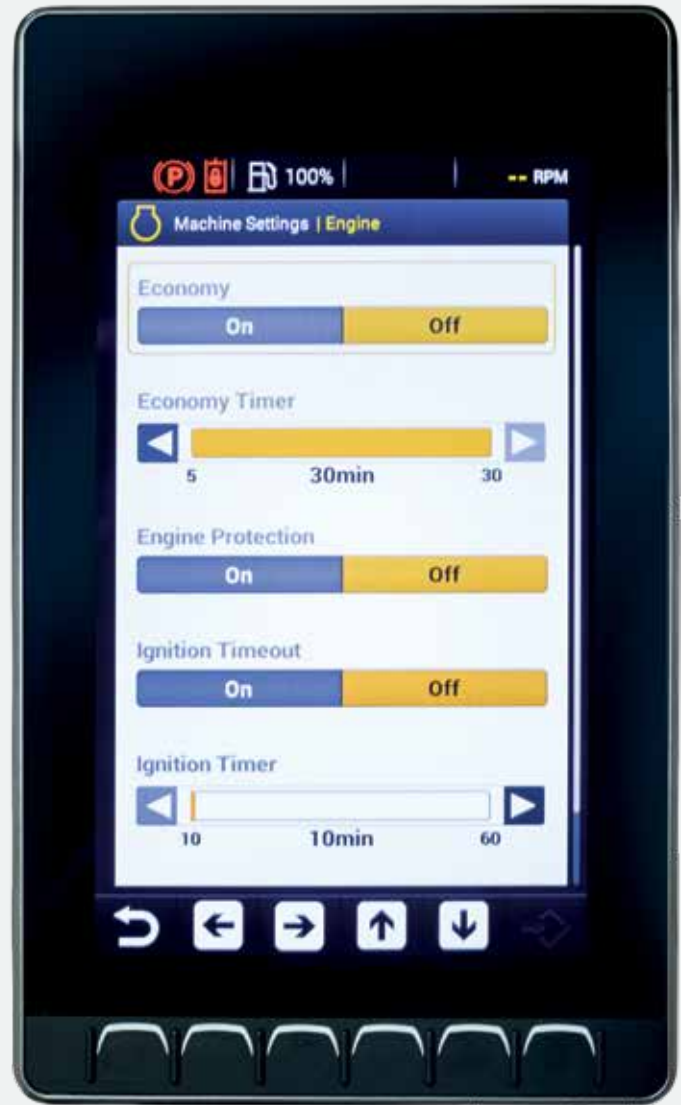 P 100% -- RPM
Machine Settings | Engine
Economy
On Off
Economy Timer
5 30min 30
Engine Protection
On Off
Ignition Timeout
On Off
Ignition Timer
10 10min 60